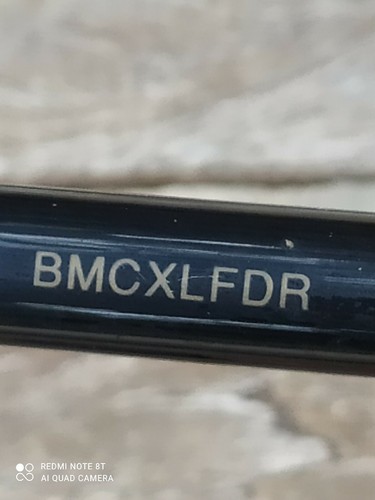 BMCXLFDR
REDMI NOTE 8T
AI QUAD CAMERA